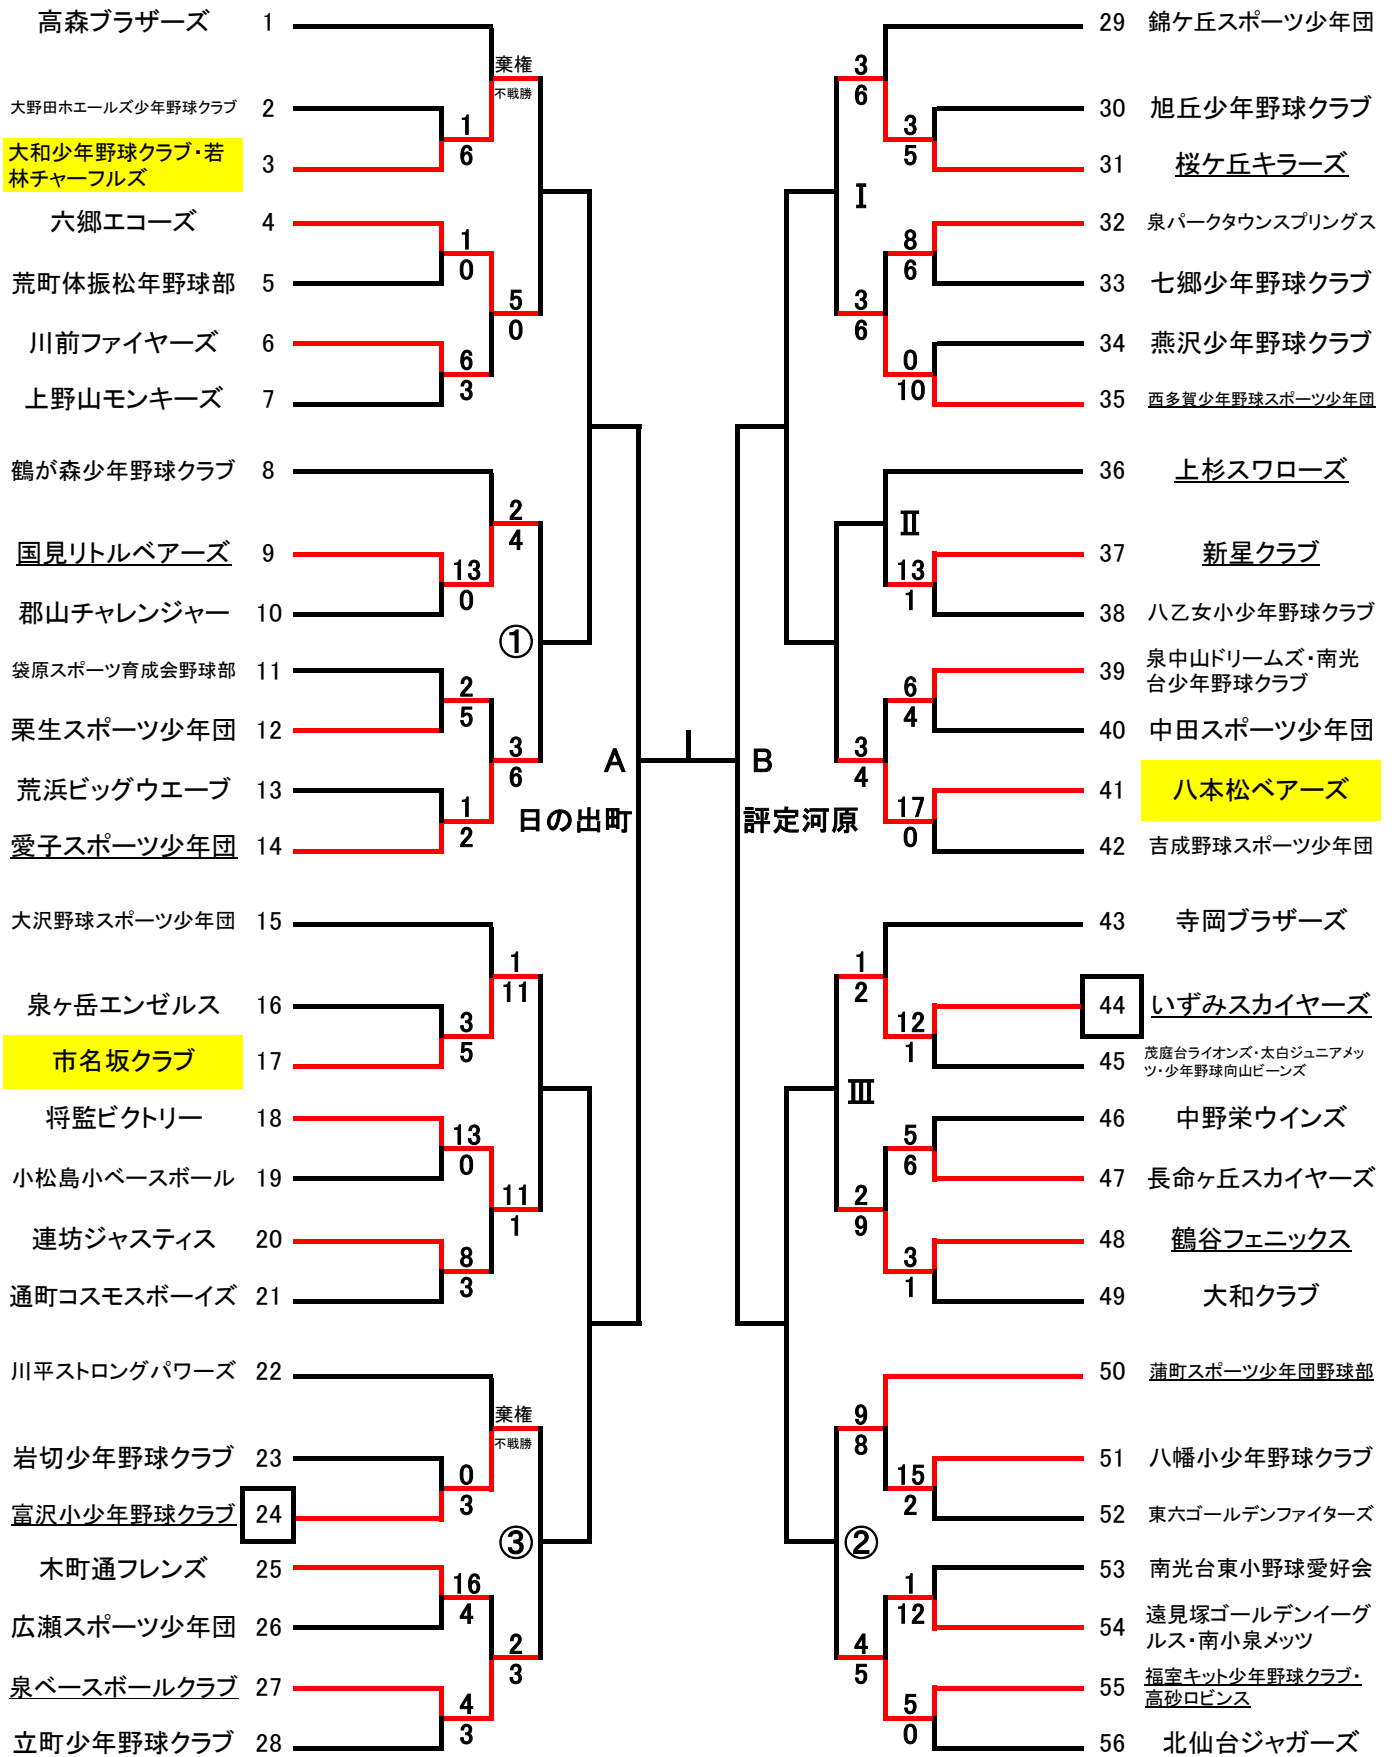 高森ブラザーズ 1
棄権
不戦勝
大野田ホエールズ少年野球クラブ 2
1
6
大和少年野球クラブ・若
林チャーフルズ 3
六郷エコーズ 4
1
0
荒町体振松年野球部 5
5
0
川前ファイヤーズ 6
6
3
上野山モンキーズ 7
鶴が森少年野球クラブ 8
2
4
国見リトルベアーズ 9
13
0
郡山チャレンジャー 10
①
袋原スポーツ育成会野球部 11
2
5
栗生スポーツ少年団 12
3
6
荒浜ビッグウエーブ 13
1
2
愛子スポーツ少年団 14
A
日の出町
大沢野球スポーツ少年団 15
1
11
泉ヶ岳エンゼルス 16
3
5
市名坂クラブ 17
将監ビクトリー 18
13
0
小松島小ベースボール 19
11
1
連坊ジャスティス 20
8
3
通町コスモスボーイズ 21
川平ストロングパワーズ 22
棄権
不戦勝
岩切少年野球クラブ 23
0
3
富沢小少年野球クラブ 24
③
木町通フレンズ 25
16
4
広瀬スポーツ少年団 26
2
3
泉ベースボールクラブ 27
4
3
立町少年野球クラブ 28
29 錦ケ丘スポーツ少年団
3
6
30 旭丘少年野球クラブ
3
5
31 桜ケ丘キラーズ
Ⅰ
32 泉パークタウンスプリングス
8
6
33 七郷少年野球クラブ
3
6
34 燕沢少年野球クラブ
0
10
35 西多賀少年野球スポーツ少年団
36 上杉スワローズ
Ⅱ
37 新星クラブ
13
1
38 八乙女小少年野球クラブ
39 泉中山ドリームズ・南光
台少年野球クラブ
6
4
40 中田スポーツ少年団
3
4
41 八本松ベアーズ
17
0
42 吉成野球スポーツ少年団
B
評定河原
43 寺岡ブラザーズ
1
2
44 いずみスカイヤーズ
12
1
45 茂庭台ライオンズ・太白ジュニアメッ
ツ・少年野球向山ビーンズ
Ⅲ
46 中野栄ウインズ
5
6
47 長命ヶ丘スカイヤーズ
2
9
48 鶴谷フェニックス
3
1
49 大和クラブ
50 蒲町スポーツ少年団野球部
9
8
51 八幡小少年野球クラブ
15
2
52 東六ゴールデンファイターズ
②
53 南光台東小野球愛好会
1
12
54 遠見塚ゴールデンイーグ
ルス・南小泉メッツ
4
5
55 福室キット少年野球クラブ・
高砂ロビンス
5
0
56 北仙台ジャガーズ